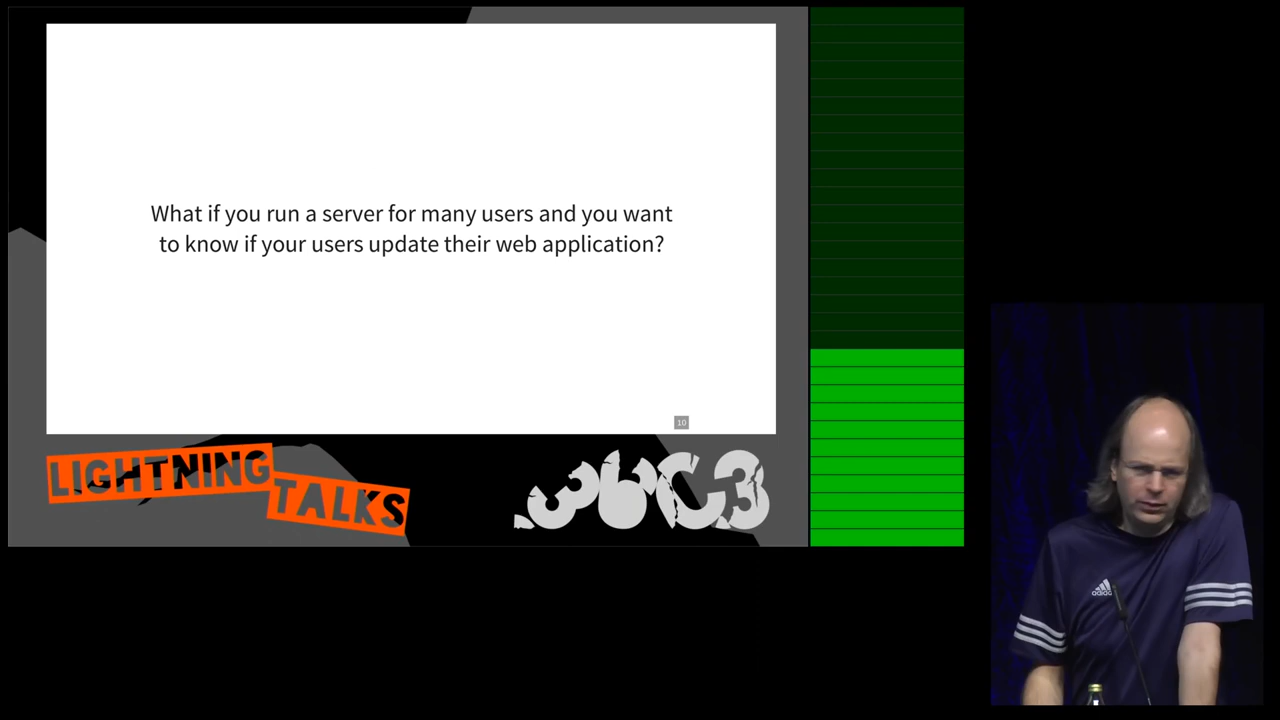 What if you run a server for many users and you want
to know if your users update their web application?
10
LIGHTNING
TALKS
36C3
adidas